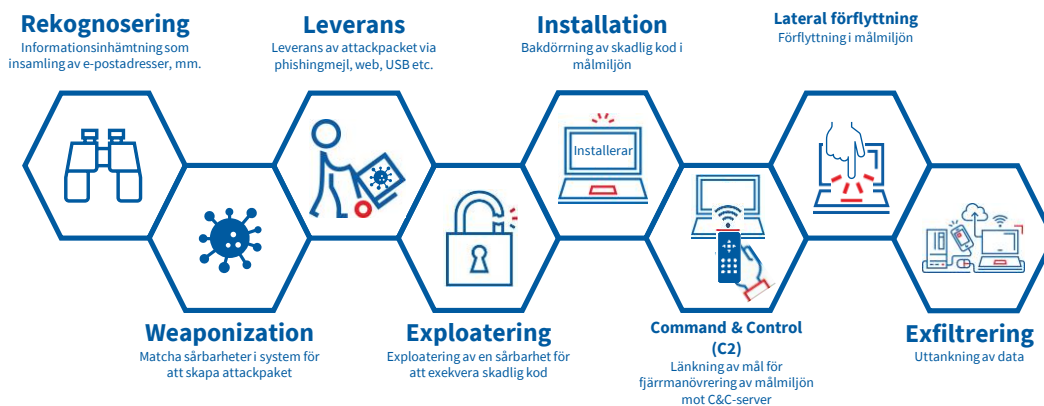 Rekognosering
Informationsinhämtning som
insamling av e-postadresser, mm.
Weaponization
Matcha sårbarheter i system för
att skapa attackpaket
Leverans
Leverans av attackpacket via
phishingmejl, web, USB etc.
Exploatering
Exploatering av en sårbarhet för
att exekvera skadlig kod
Installation
Bakdörrning av skadlig kod i
målmiljön
Installerar
Command & Control
(C2)
Länkning av mål för
fjärrmanövrering av målmiljön
mot C&C-server
Lateral förflyttning
Förflyttning i målmiljön
Exfiltrering
Uttankning av data